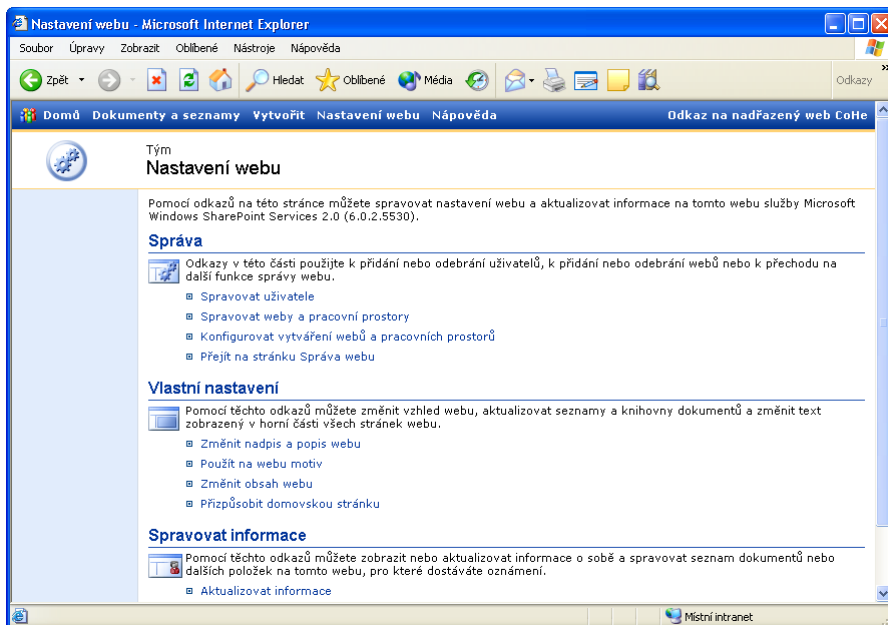 Nastavení webu - Microsoft Internet Explorer
Soubor Úpravy Zobrazit Oblíbené Nástroje Nápověda
Zpět Hledat Oblíbené Média Odkazy
Domů Dokumenty a seznamy Vytvořit Nastavení webu Nápověda Odkaz na nadřazený web CoHe
Tým
Nastavení webu
Pomocí odkazů na této stránce můžete spravovat nastavení webu a aktualizovat informace na tomto webu služby Microsoft
Windows SharePoint Services 2.0 (6.0.2.5530).
Správa
Odkazy v této části použijte k přidání nebo odebrání uživatelů, k přidání nebo odebrání webů nebo k přechodu na
další funkce správy webu.
Spravovat uživatele
Spravovat weby a pracovní prostory
Konfigurovat vytváření webů a pracovních prostorů
Přejít na stránku Správa webu
Vlastní nastavení
Pomocí těchto odkazů můžete změnit vzhled webu, aktualizovat seznamy a knihovny dokumentů a změnit text
zobrazený v horní části všech stránek webu.
Změnit nadpis a popis webu
Použít na webu motiv
Změnit obsah webu
Přizpůsobit domovskou stránku
Spravovat informace
Pomocí těchto odkazů můžete zobrazit nebo aktualizovat informace o sobě a spravovat seznam dokumentů nebo
dalších položek na tomto webu, pro které dostáváte oznámení.
Aktualizovat informace
Místní intranet